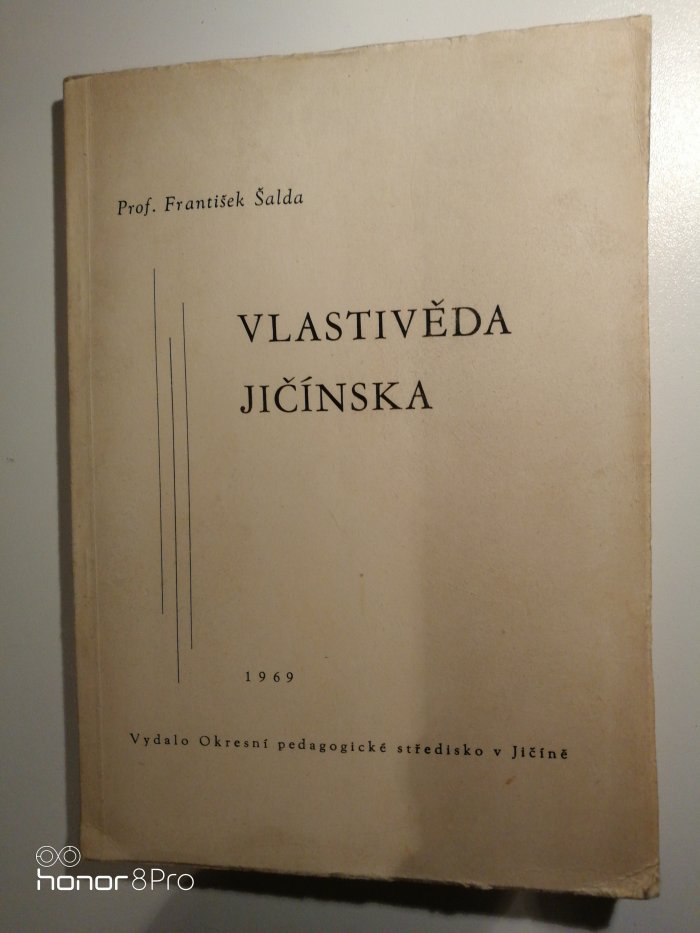 Prof. František Šalda
VLASTIVĚDA
JIČÍNSKA
1969
Vydalo Okresní pedagogické středisko v Jičíně
honor 8Pro